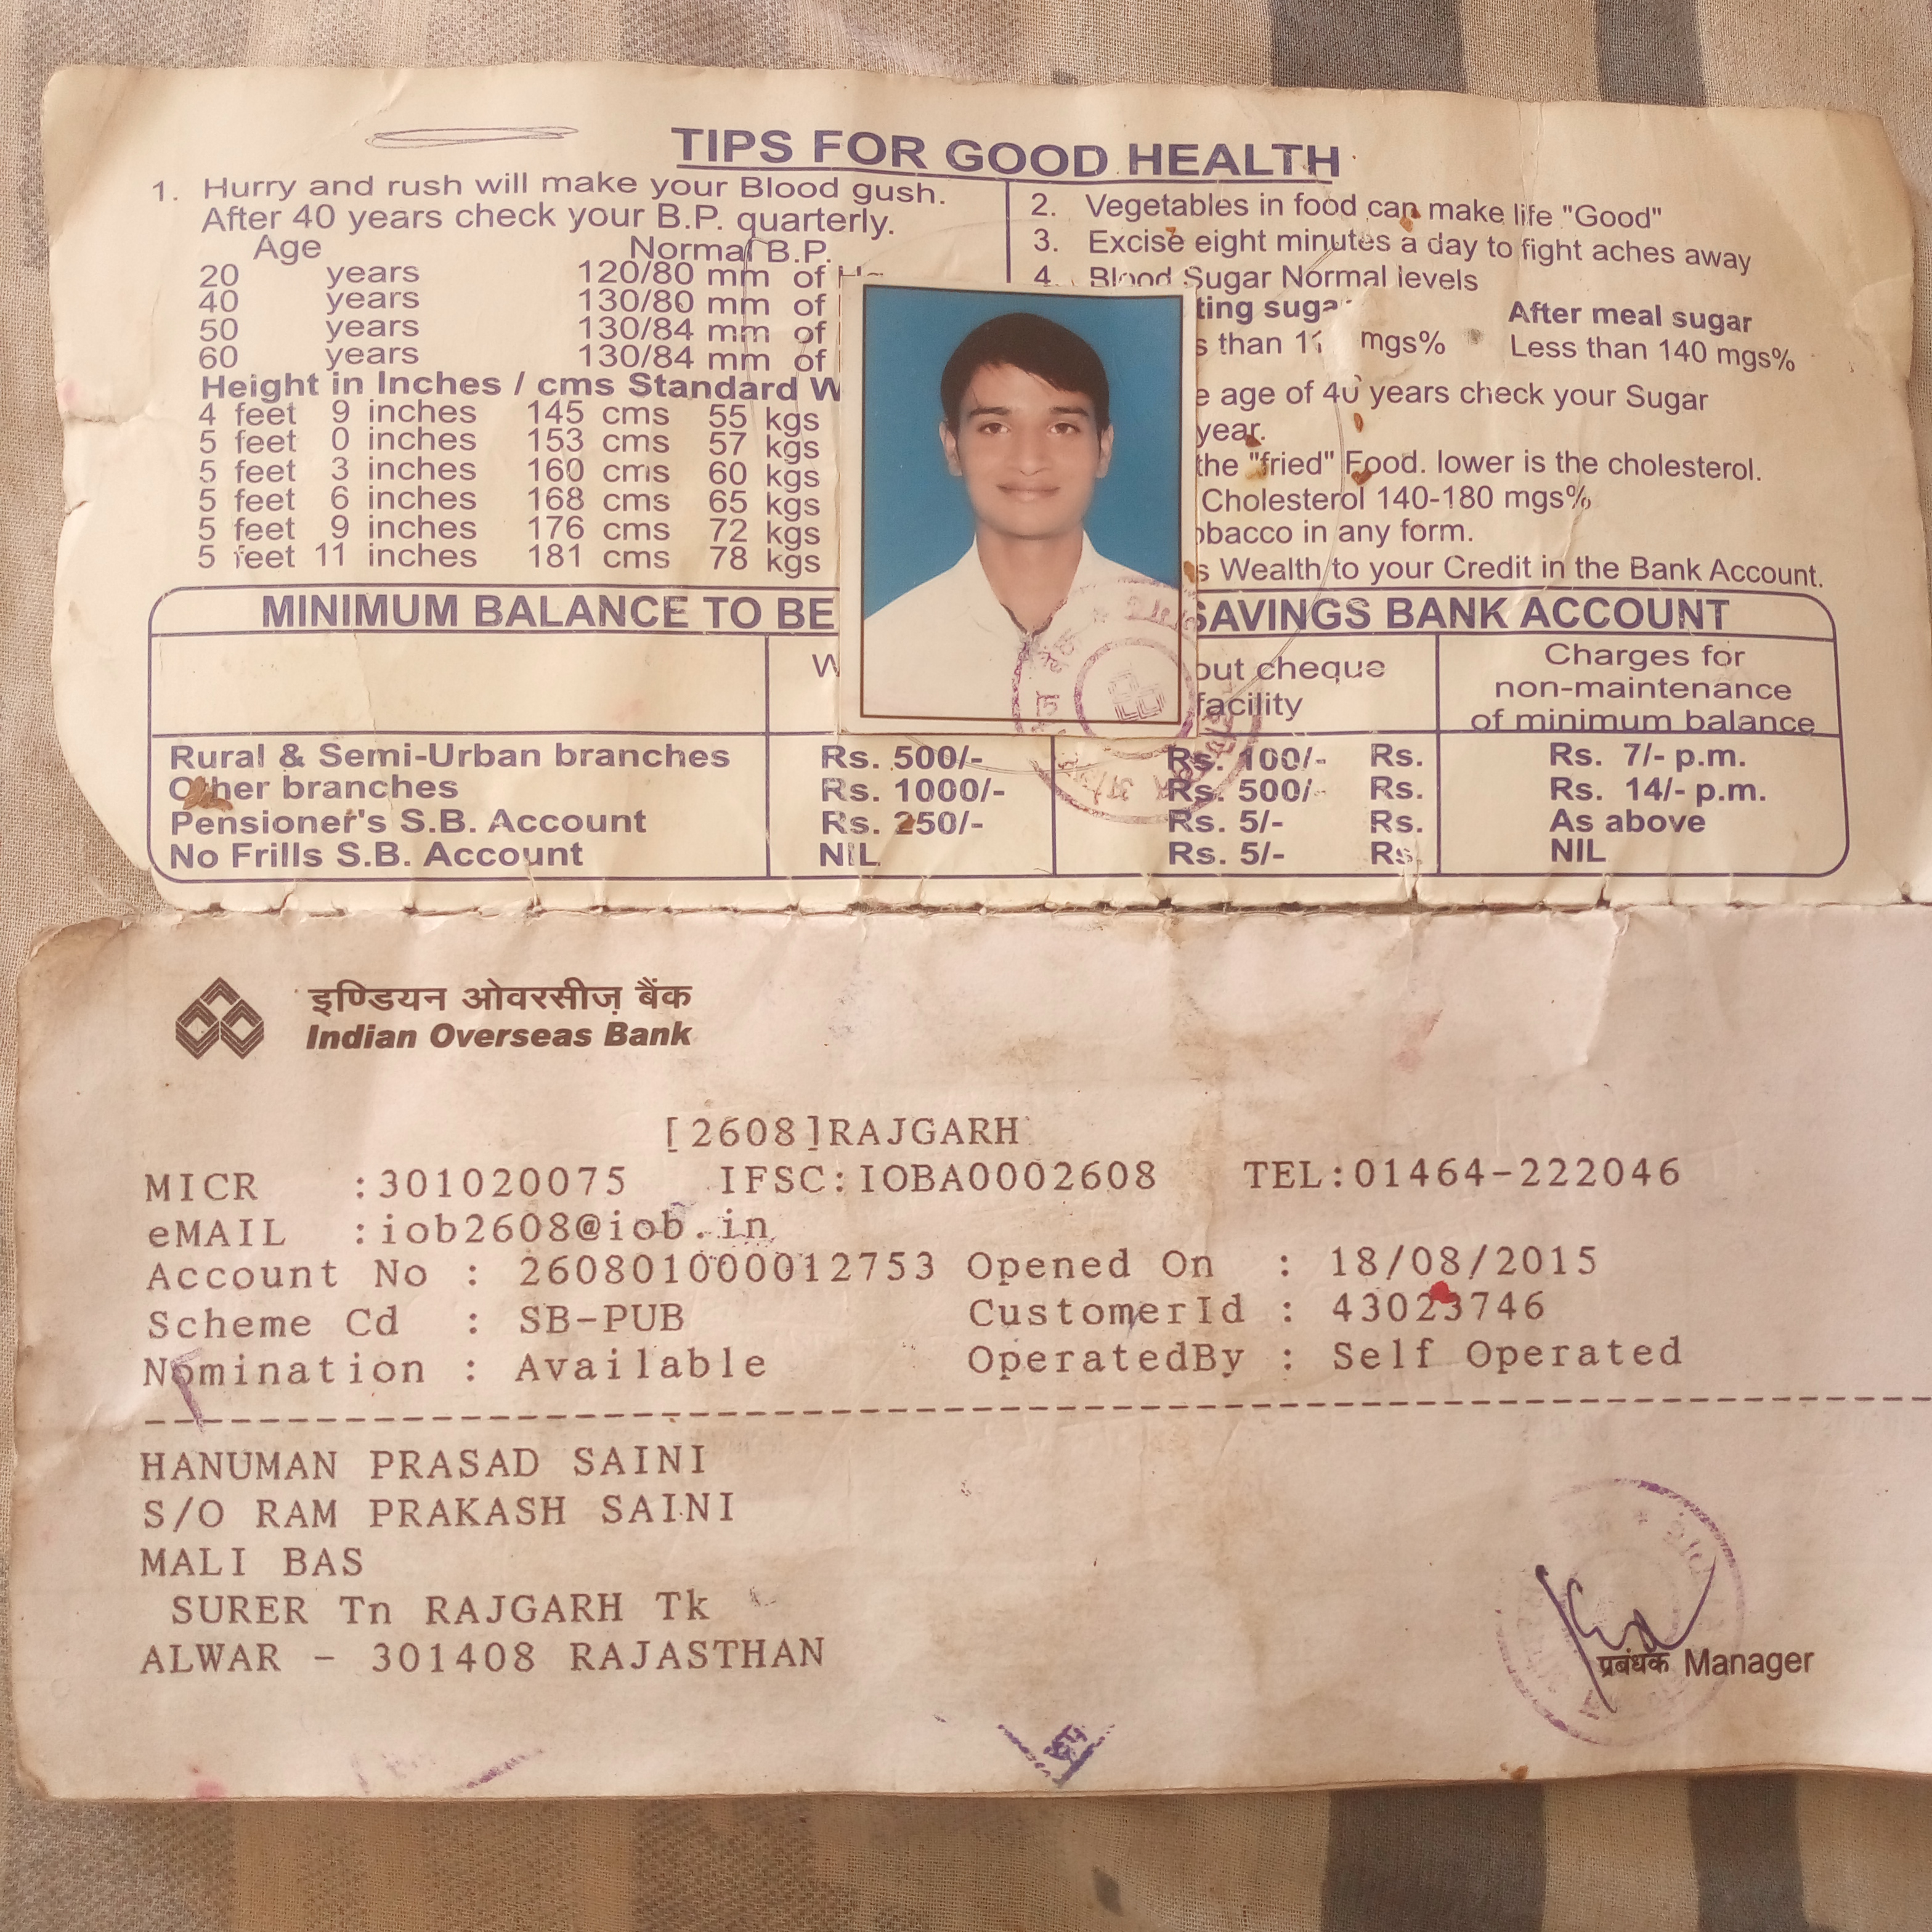 TIPS FOR GOOD HEALTH
1. Hurry and rush will make your Blood gush.
After 40 years check your B.P. quarterly.
Age Normal B.P.
20 years 120/80 mm of
40 years 130/80 mm of
50 years 130/84 mm of
60 years 130/84 mm of
Height in Inches / cms Standard
4 feet 9 inches 145 cms 55 kgs
5 feet 0 inches 153 cms 57 kgs
5 feet 3 inches 160 cms 60 kgs
5 feet 6 inches 168 cms 65 kgs
5 feet 9 inches 176 cms 72 kgs
5 feet 11 inches 181 cms 78 kgs
2. Vegetables in food can make life "Good"
3. Excise eight minutes a day to fight aches away
4. Blood Sugar Normal levels
sugar After meal sugar
than mgs% Less than 140 mgs%
age of 40 years check your Sugar
year.
the "fried" Food. lower is the cholesterol.
Cholesterol 140-180 mgs%
in any form.
Wealth to your Credit in the Bank Account.
MINIMUM BALANCE TO BE SAVINGS BANK ACCOUNT
cheque
facility
Charges for
non-maintenance
of minimum balance
Rural & Semi-Urban branches Rs. 500/- Rs. 100/- Rs. Rs. 7/- p.m.
Other branches Rs. 1000/- Rs. 500/- Rs. Rs. 14/- p.m.
Pensioner's S.B. Account Rs. 250/- Rs. 5/- Rs. As above
No Frills S.B. Account NIL Rs. 5/- Rs. NIL
इण्डियन ओवरसीज़ बैंक
Indian Overseas Bank
[2608]RAJGARH
MICR :301020075 IFSC:IOBA0002608 TEL:01464-222046
eMAIL :iob2608@iob.in
Account No : 260801000012753 Opened On : 18/08/2015
Scheme Cd : SB-PUB CustomerId : 43023746
Nomination : Available OperatedBy : Self Operated
HANUMAN PRASAD SAINI
S/O RAM PRAKASH SAINI
MALI BAS
SURER Tn RAJGARH Tk
ALWAR - 301408 RAJASTHAN
प्रबंधक Manager